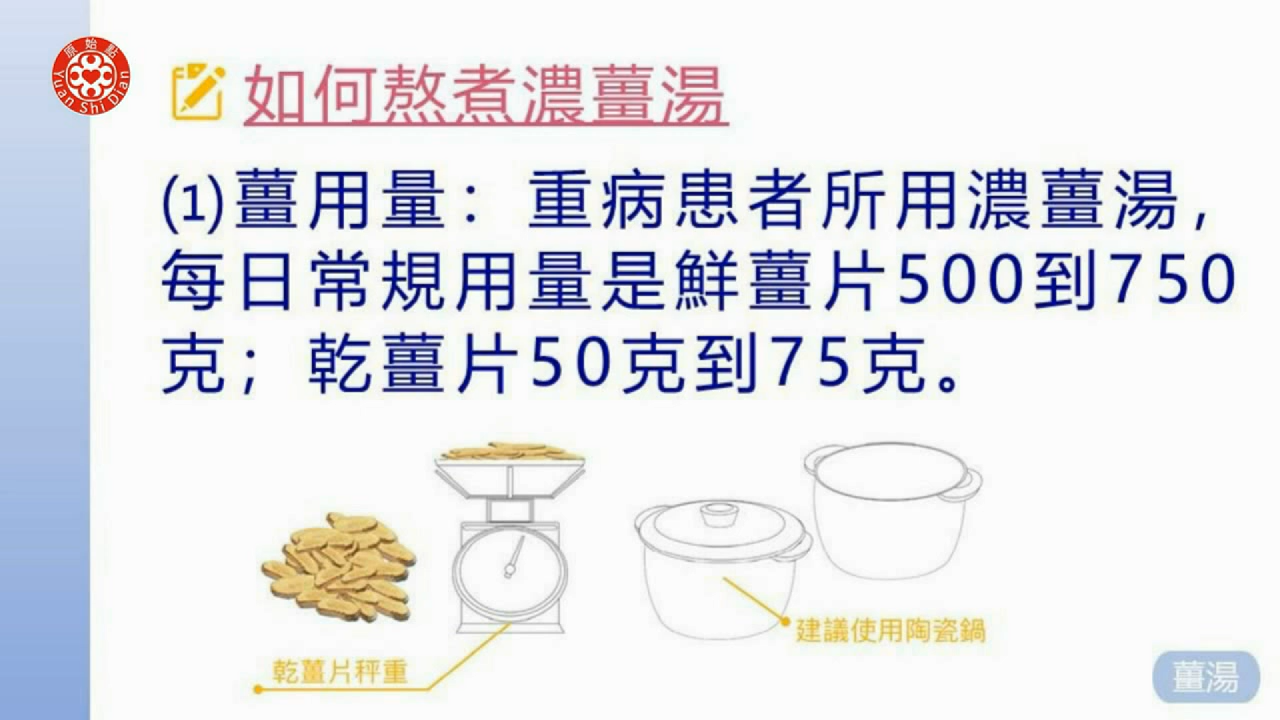 原始點
Yuan Shi Dian
如何熬煮濃薑湯
(1)薑用量：重病患者所用濃薑湯，
每日常規用量是鮮薑片500到750
克；乾薑片50克到75克。
建議使用陶瓷鍋
乾薑片秤重
薑湯